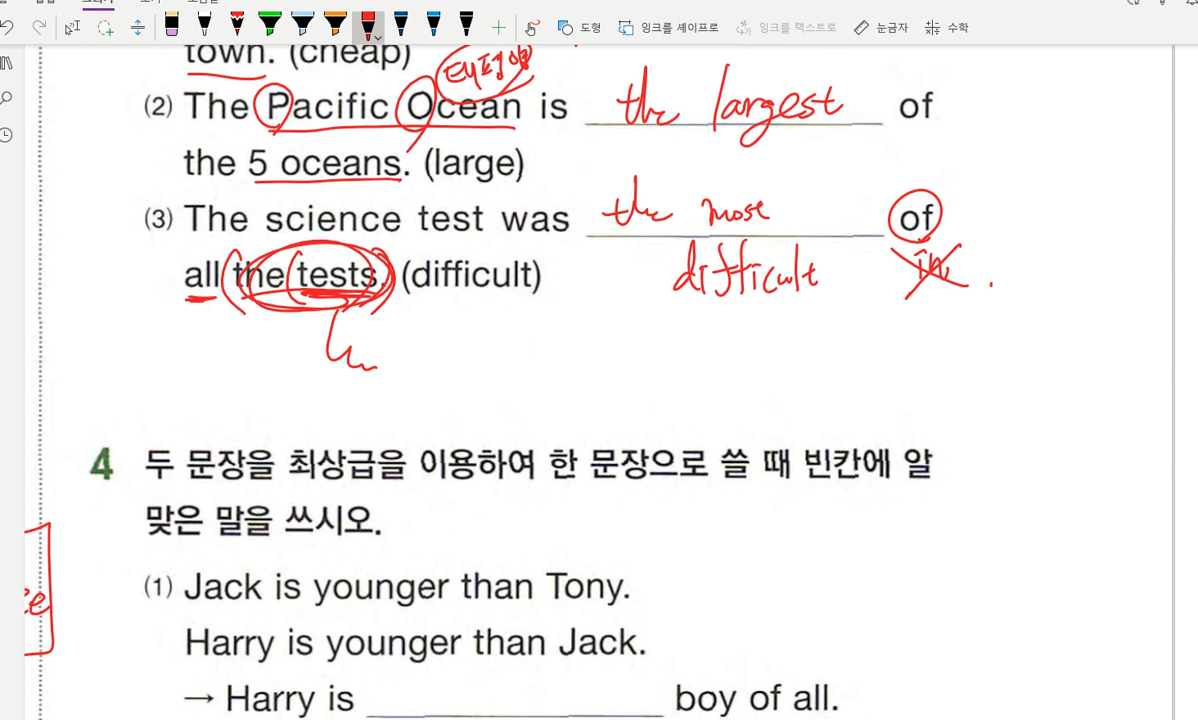 도형 잉크를 셰이프로 잉크를 텍스트로 눈금자 수학
town. (cheap)
태평양
(2) The Pacific Ocean is the largest of
the 5 oceans. (large)
(3) The science test was the most of
all the tests. (difficult) difficult in.
4 두 문장을 최상급을 이용하여 한 문장으로 쓸 때 빈칸에 알
맞은 말을 쓰시오.
(1) Jack is younger than Tony.
Harry is younger than Jack.
→ Harry is ____________ boy of all.